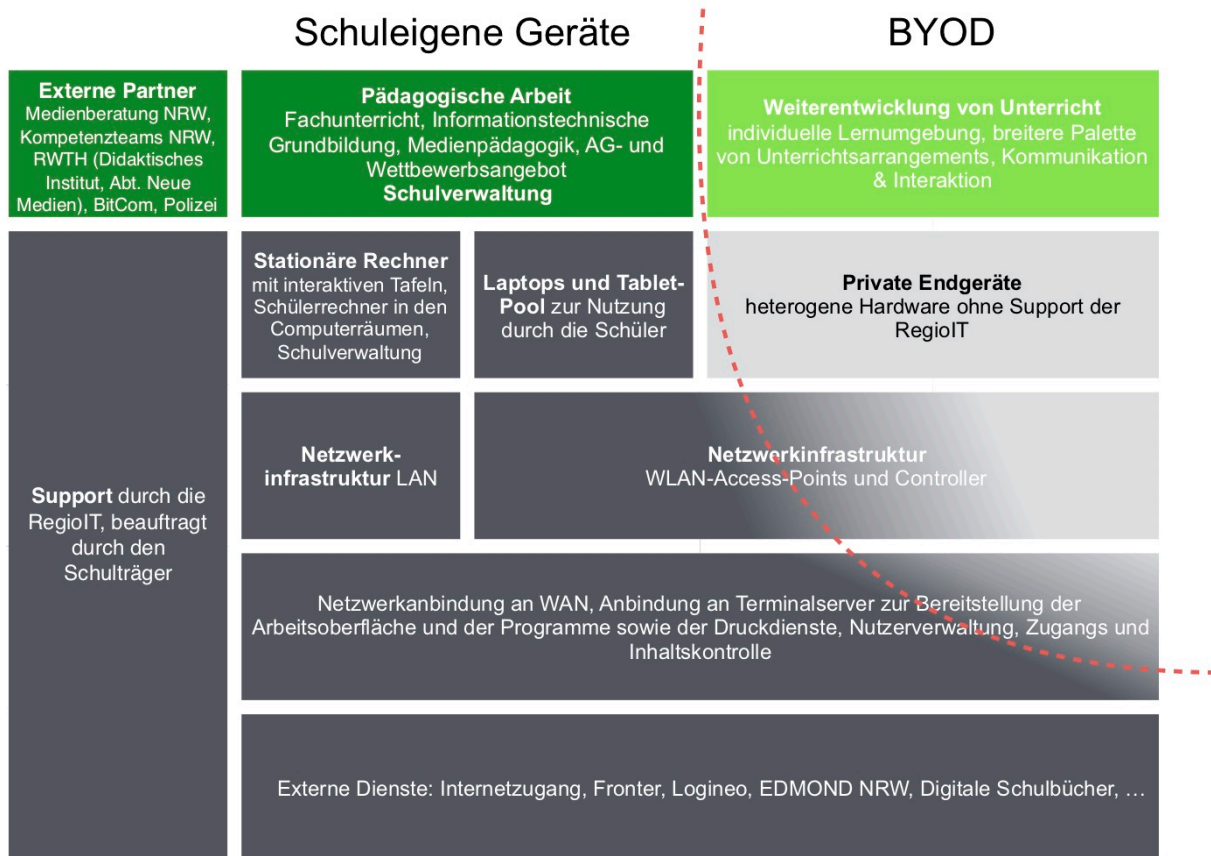 Schuleigene Geräte
BYOD
Externe Partner
Medienberatung NRW,
Kompetenzteams NRW,
RWTH (Didaktisches
Institut, Abt. Neue
Medien), BitCom, Polizei
Pädagogische Arbeit
Fachunterricht, Informationstechnische
Grundbildung, Medienpädagogik, AG- und
Wettbewerbsangebot
Schulverwaltung
Weiterentwicklung von Unterricht
individuelle Lernumgebung, breitere Palette
von Unterrichtsarrangements, Kommunikation
& Interaktion
Support durch die
RegioIT, beauftragt
durch den
Schulträger
Stationäre Rechner
mit interaktiven Tafeln,
Schülerrechner in den
Computerräumen,
Schulverwaltung
Laptops und Tablet-
Pool zur Nutzung
durch die Schüler
Private Endgeräte
heterogene Hardware ohne Support der
RegioIT
Netzwerk-
infrastruktur LAN
Netzwerkinfrastruktur
WLAN-Access-Points und Controller
Netzwerkanbindung an WAN, Anbindung an Terminalserver zur Bereitstellung der
Arbeitsoberfläche und der Programme sowie der Druckdienste, Nutzerverwaltung, Zugangs und
Inhaltskontrolle
Externe Dienste: Internetzugang, Fronter, Logineo, EDMOND NRW, Digitale Schulbücher, …